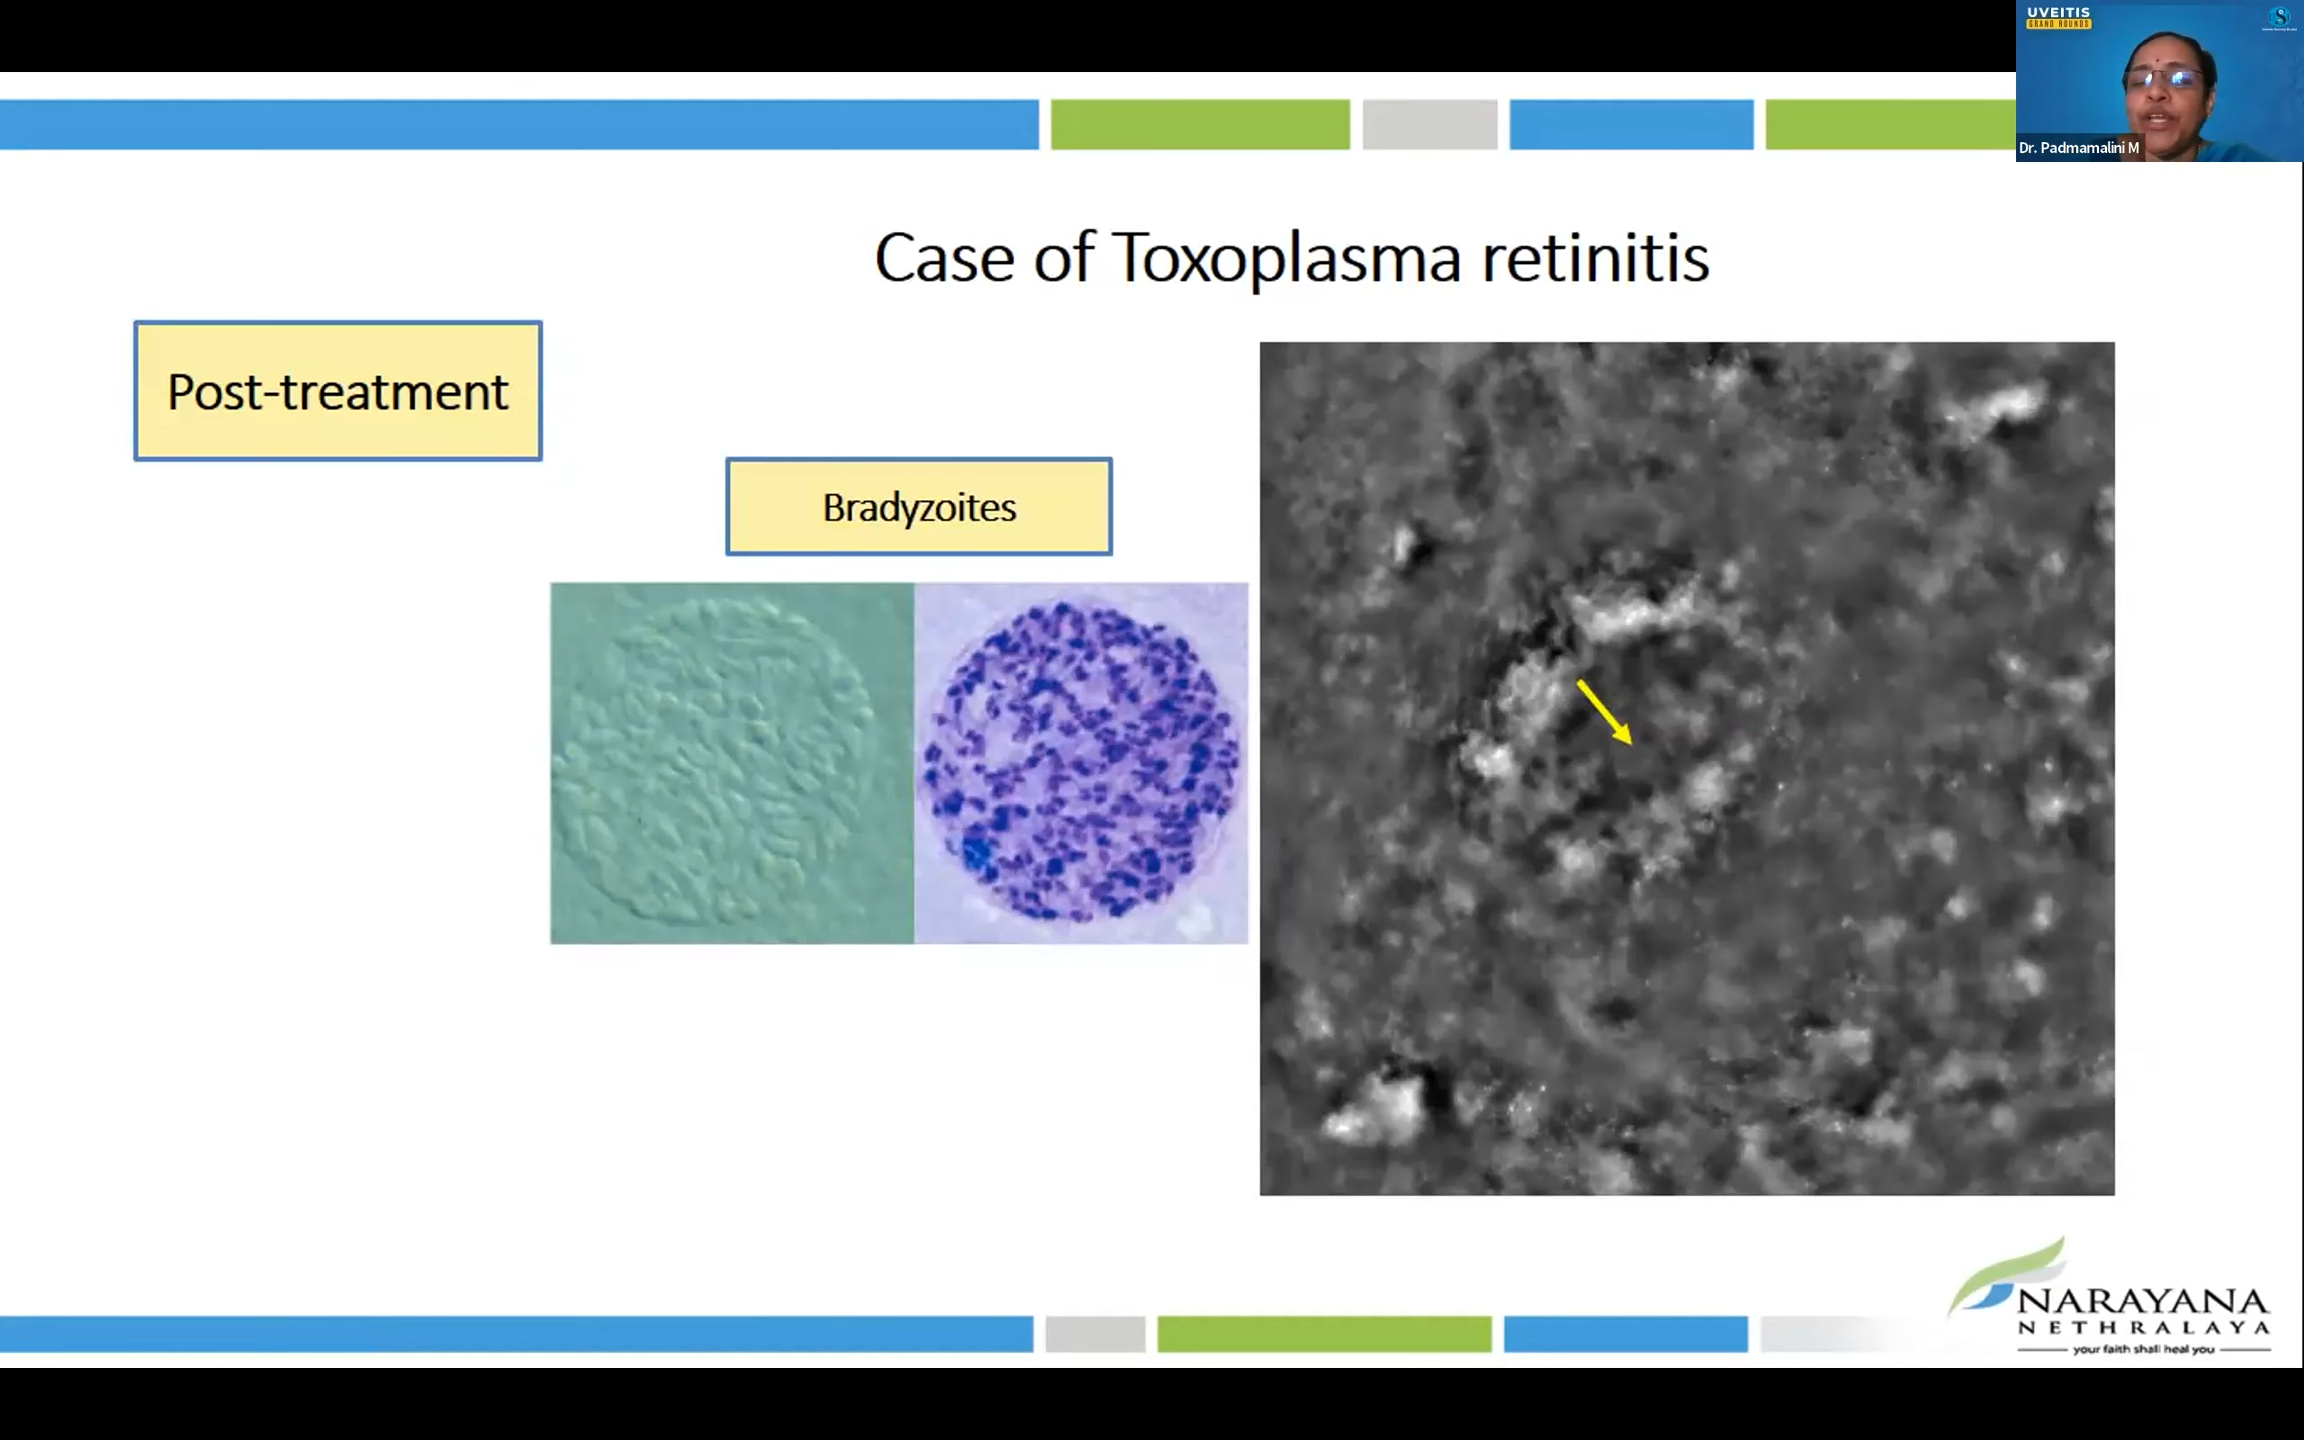 UVEITIS
GRAND ROUNDS
Dr. Padmamalini M
Case of Toxoplasma retinitis
Post-treatment
Bradyzoites
NARAYANA
NETHRALAYA
your faith shall heal you